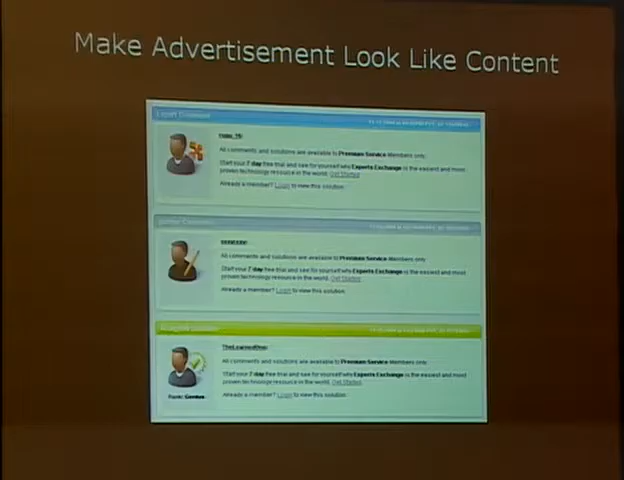 Make Advertisement Look Like Content
Expert Comment
All comments and solutions are available to Premium Service Members only.
Start your 7 day free trial and see for yourself why Experts Exchange is the easiest and most
proven technology resource in the world. Get Started
Already a member? Login to view this solution.
All comments and solutions are available to Premium Service Members only.
Start your 7 day free trial and see for yourself why Experts Exchange is the easiest and most
proven technology resource in the world. Get Started
Already a member? Login to view this solution.
TheLearnedOne:
All comments and solutions are available to Premium Service Members only.
Start your 7 day free trial and see for yourself why Experts Exchange is the easiest and most
proven technology resource in the world. Get Started
Already a member? Login to view this solution.
Rank: Genius